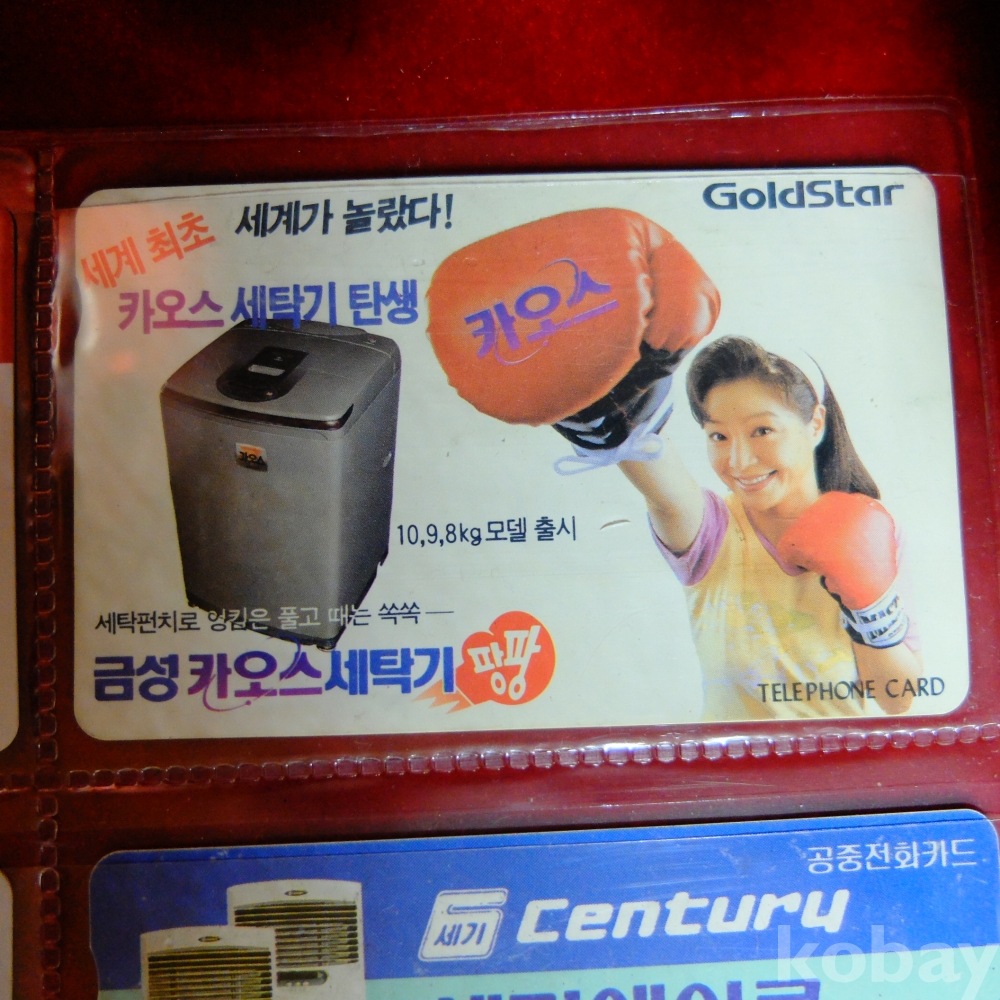 GoldStar
세계 최초 세계가 놀랐다!
카오스 세탁기 탄생
카오스
카오스
10,9,8kg 모델 출시
세탁펀치로 엉킴은 풀고 때는 쏙쏙 —
금성 카오스 세탁기 팡팡
TELEPHONE CARD
공중전화카드
세기 Century
kobay